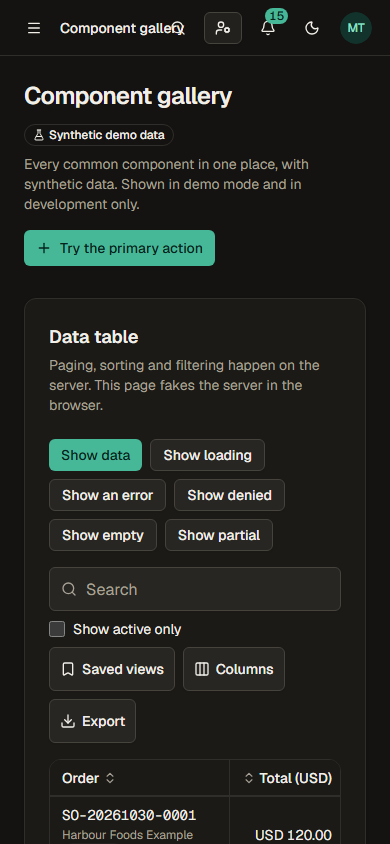 Component gallery
15
MT
Component gallery
Synthetic demo data
Every common component in one place, with
synthetic data. Shown in demo mode and in
development only.
Try the primary action
Data table
Paging, sorting and filtering happen on the
server. This page fakes the server in the
browser.
Show data
Show loading
Show an error
Show denied
Show empty
Show partial
Search
Show active only
Saved views
Columns
Export
Order
Total (USD)
SO-20261030-0001
Harbour Foods Example
USD 120.00